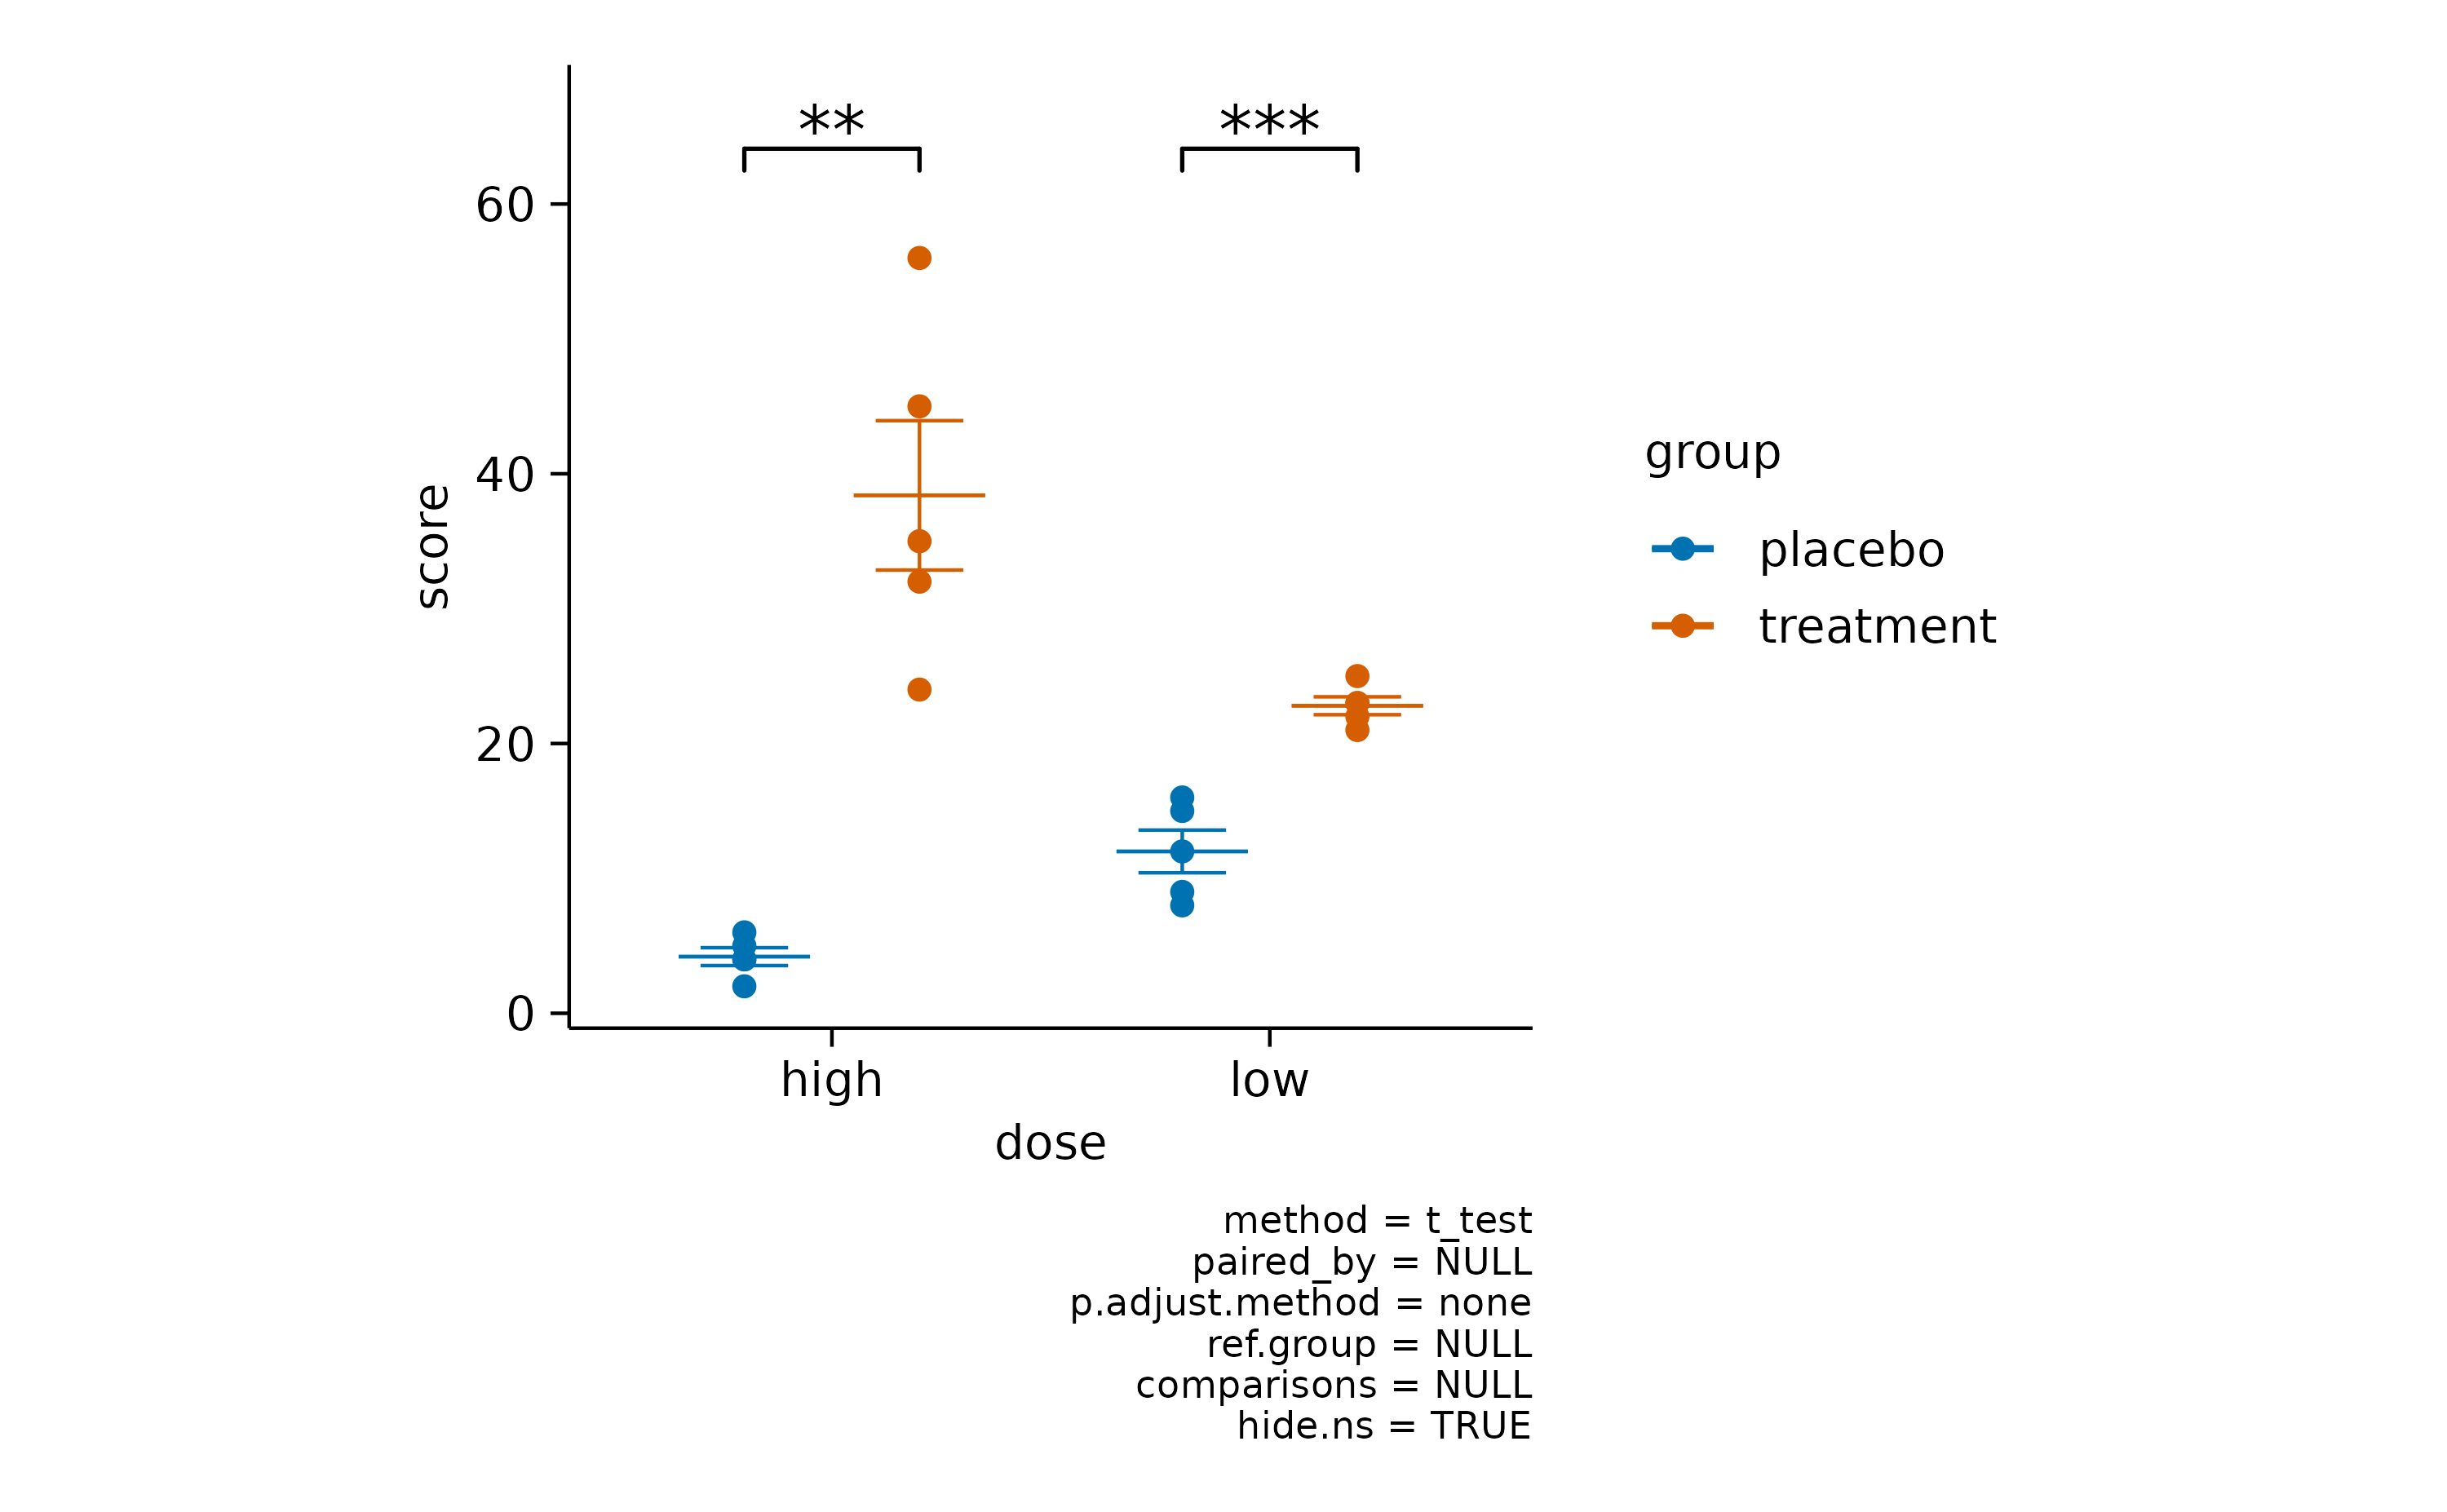 ** ***
60
40
20
0
score
high low
dose
group
placebo
treatment
method = t_test
paired_by = NULL
p.adjust.method = none
ref.group = NULL
comparisons = NULL
hide.ns = TRUE